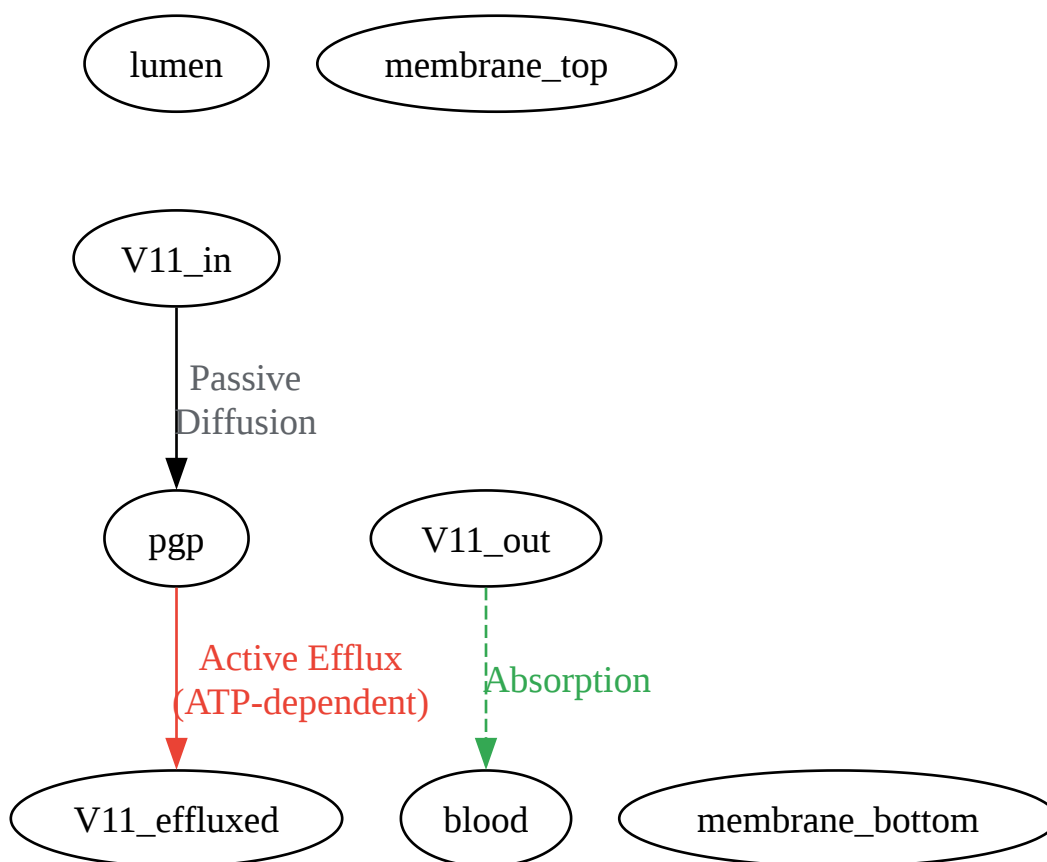 lumen
membrane_top
V11_in
Passive
Diffusion
pgp
V11_out
Active Efflux
(ATP-dependent)
Absorption
V11_effluxed
blood
membrane_bottom